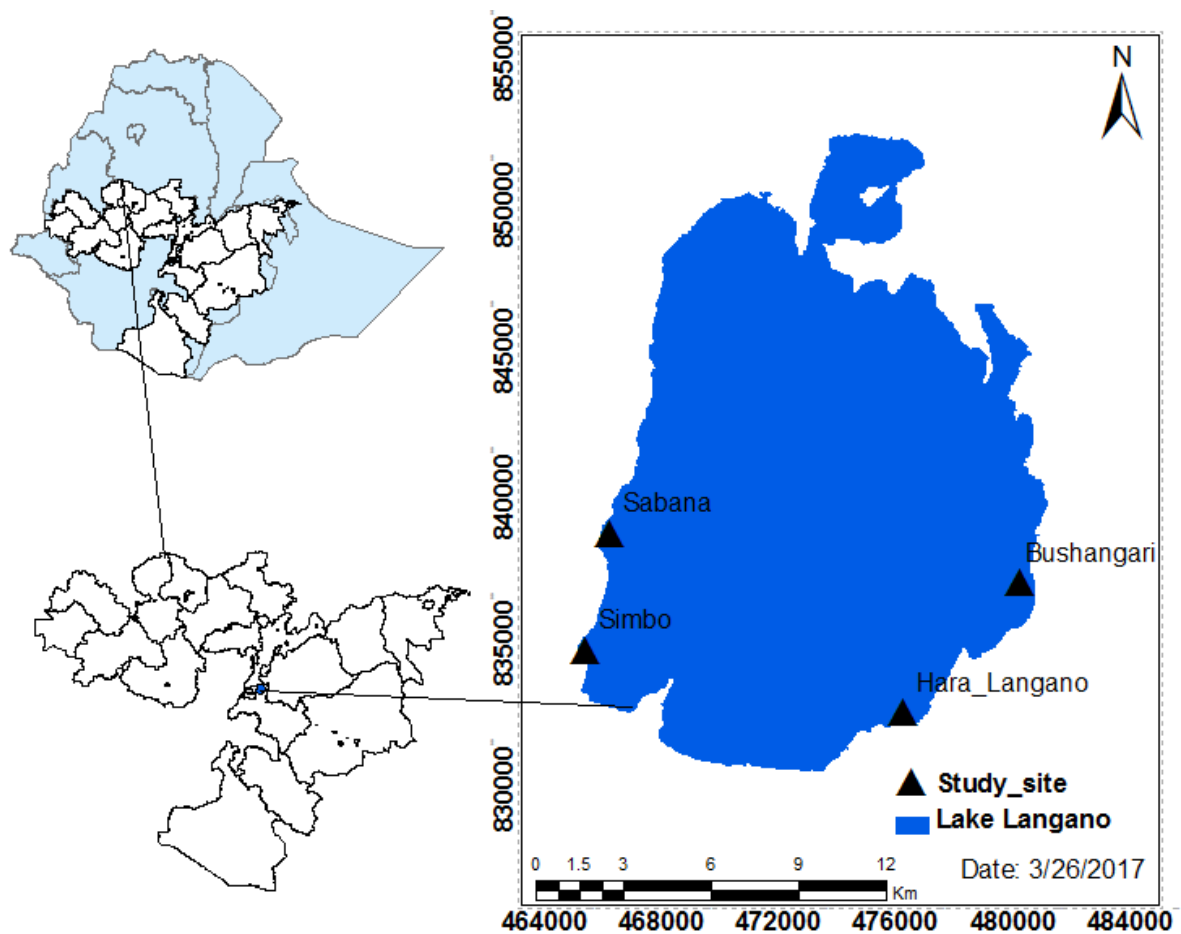 N
855000
850000
845000
840000
835000
830000
Sabana
Bushangari
Simbo
Hara_Langano
Study_site
Lake Langano
0 1.5 3 6 9 12
Km
Date: 3/26/2017
464000 468000 472000 476000 480000 484000